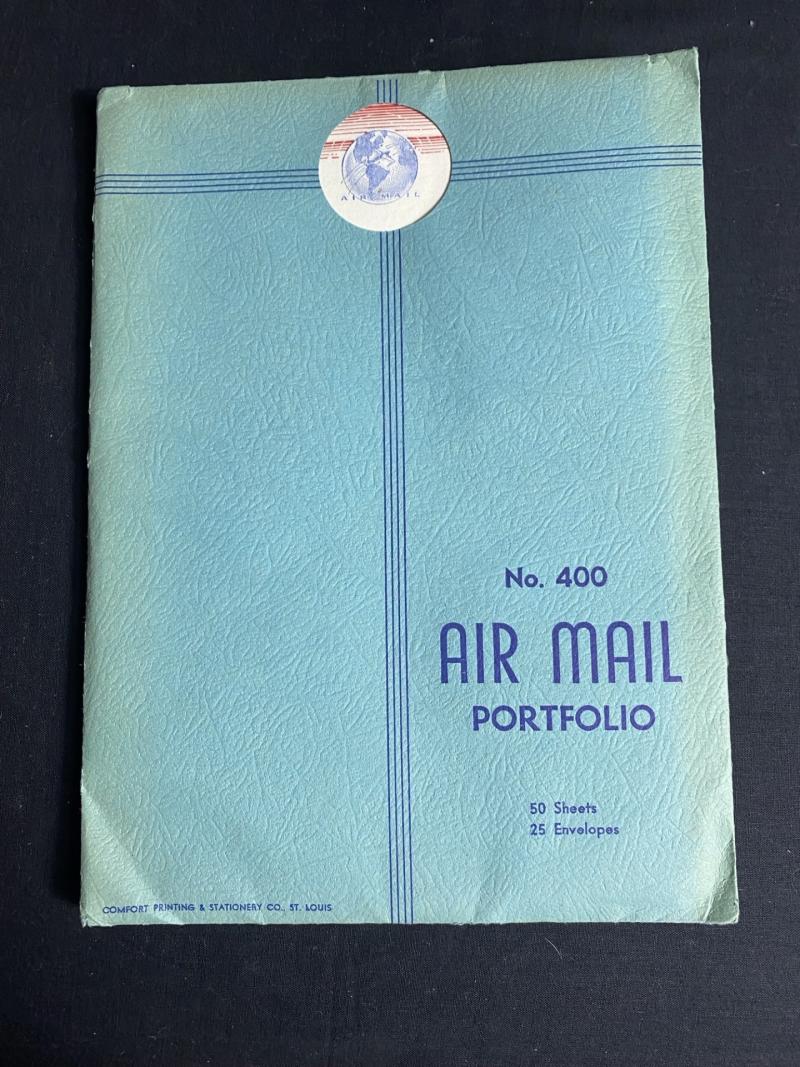 AIR MAIL
No. 400
AIR MAIL
PORTFOLIO
50 Sheets
25 Envelopes
COMFORT PRINTING & STATIONERY CO., ST. LOUIS